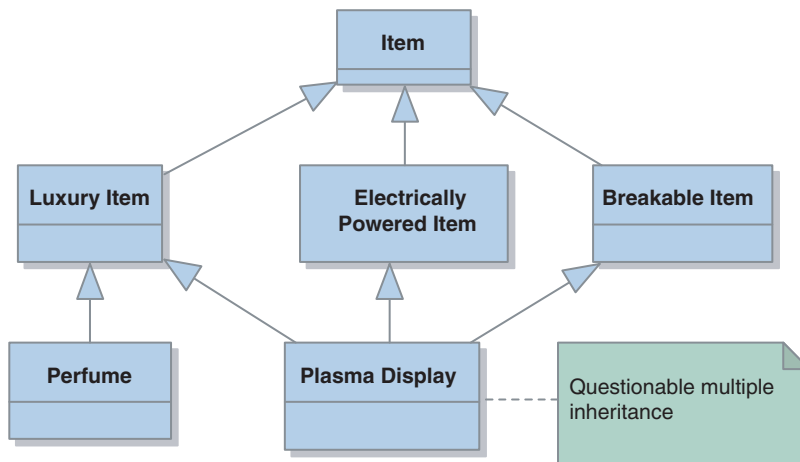 Item
Luxury Item
Electrically
Powered Item
Breakable Item
Perfume
Plasma Display
Questionable multiple
inheritance